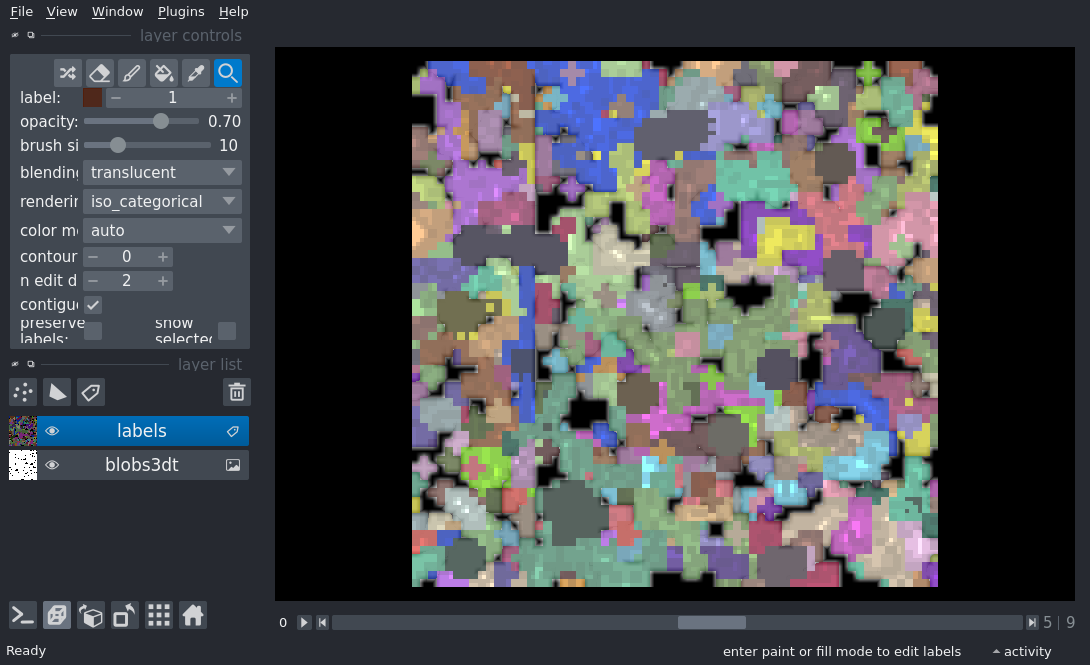 File View Window Plugins Help
layer controls
label: − 1 +
opacity: 0.70
brush si 10
blending translucent
renderin iso_categorical
color m auto
contour − 0 +
n edit d − 2 +
contigu
preserve show
labels: selected
layer list
labels
blobs3dt
0 5 | 9
Ready enter paint or fill mode to edit labels activity